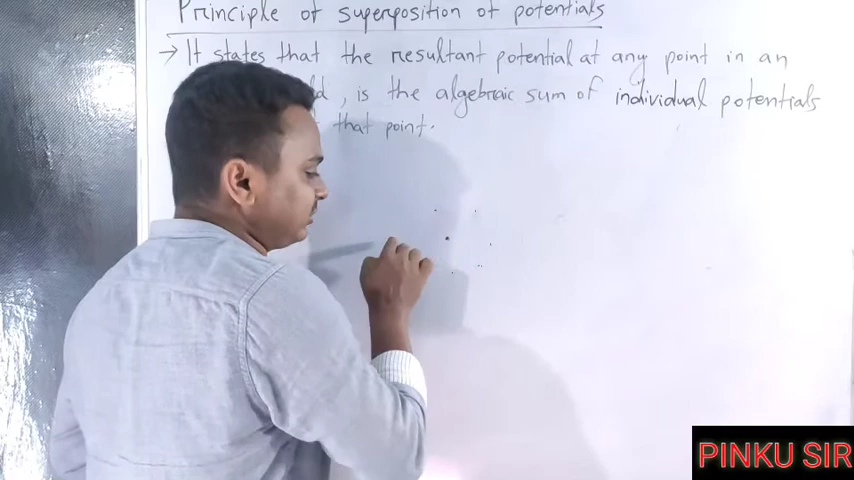 Principle of superposition of potentials
→ It states that the resultant potential at any point in an
, is the algebraic sum of individual potentials
that point.
PINKU SIR